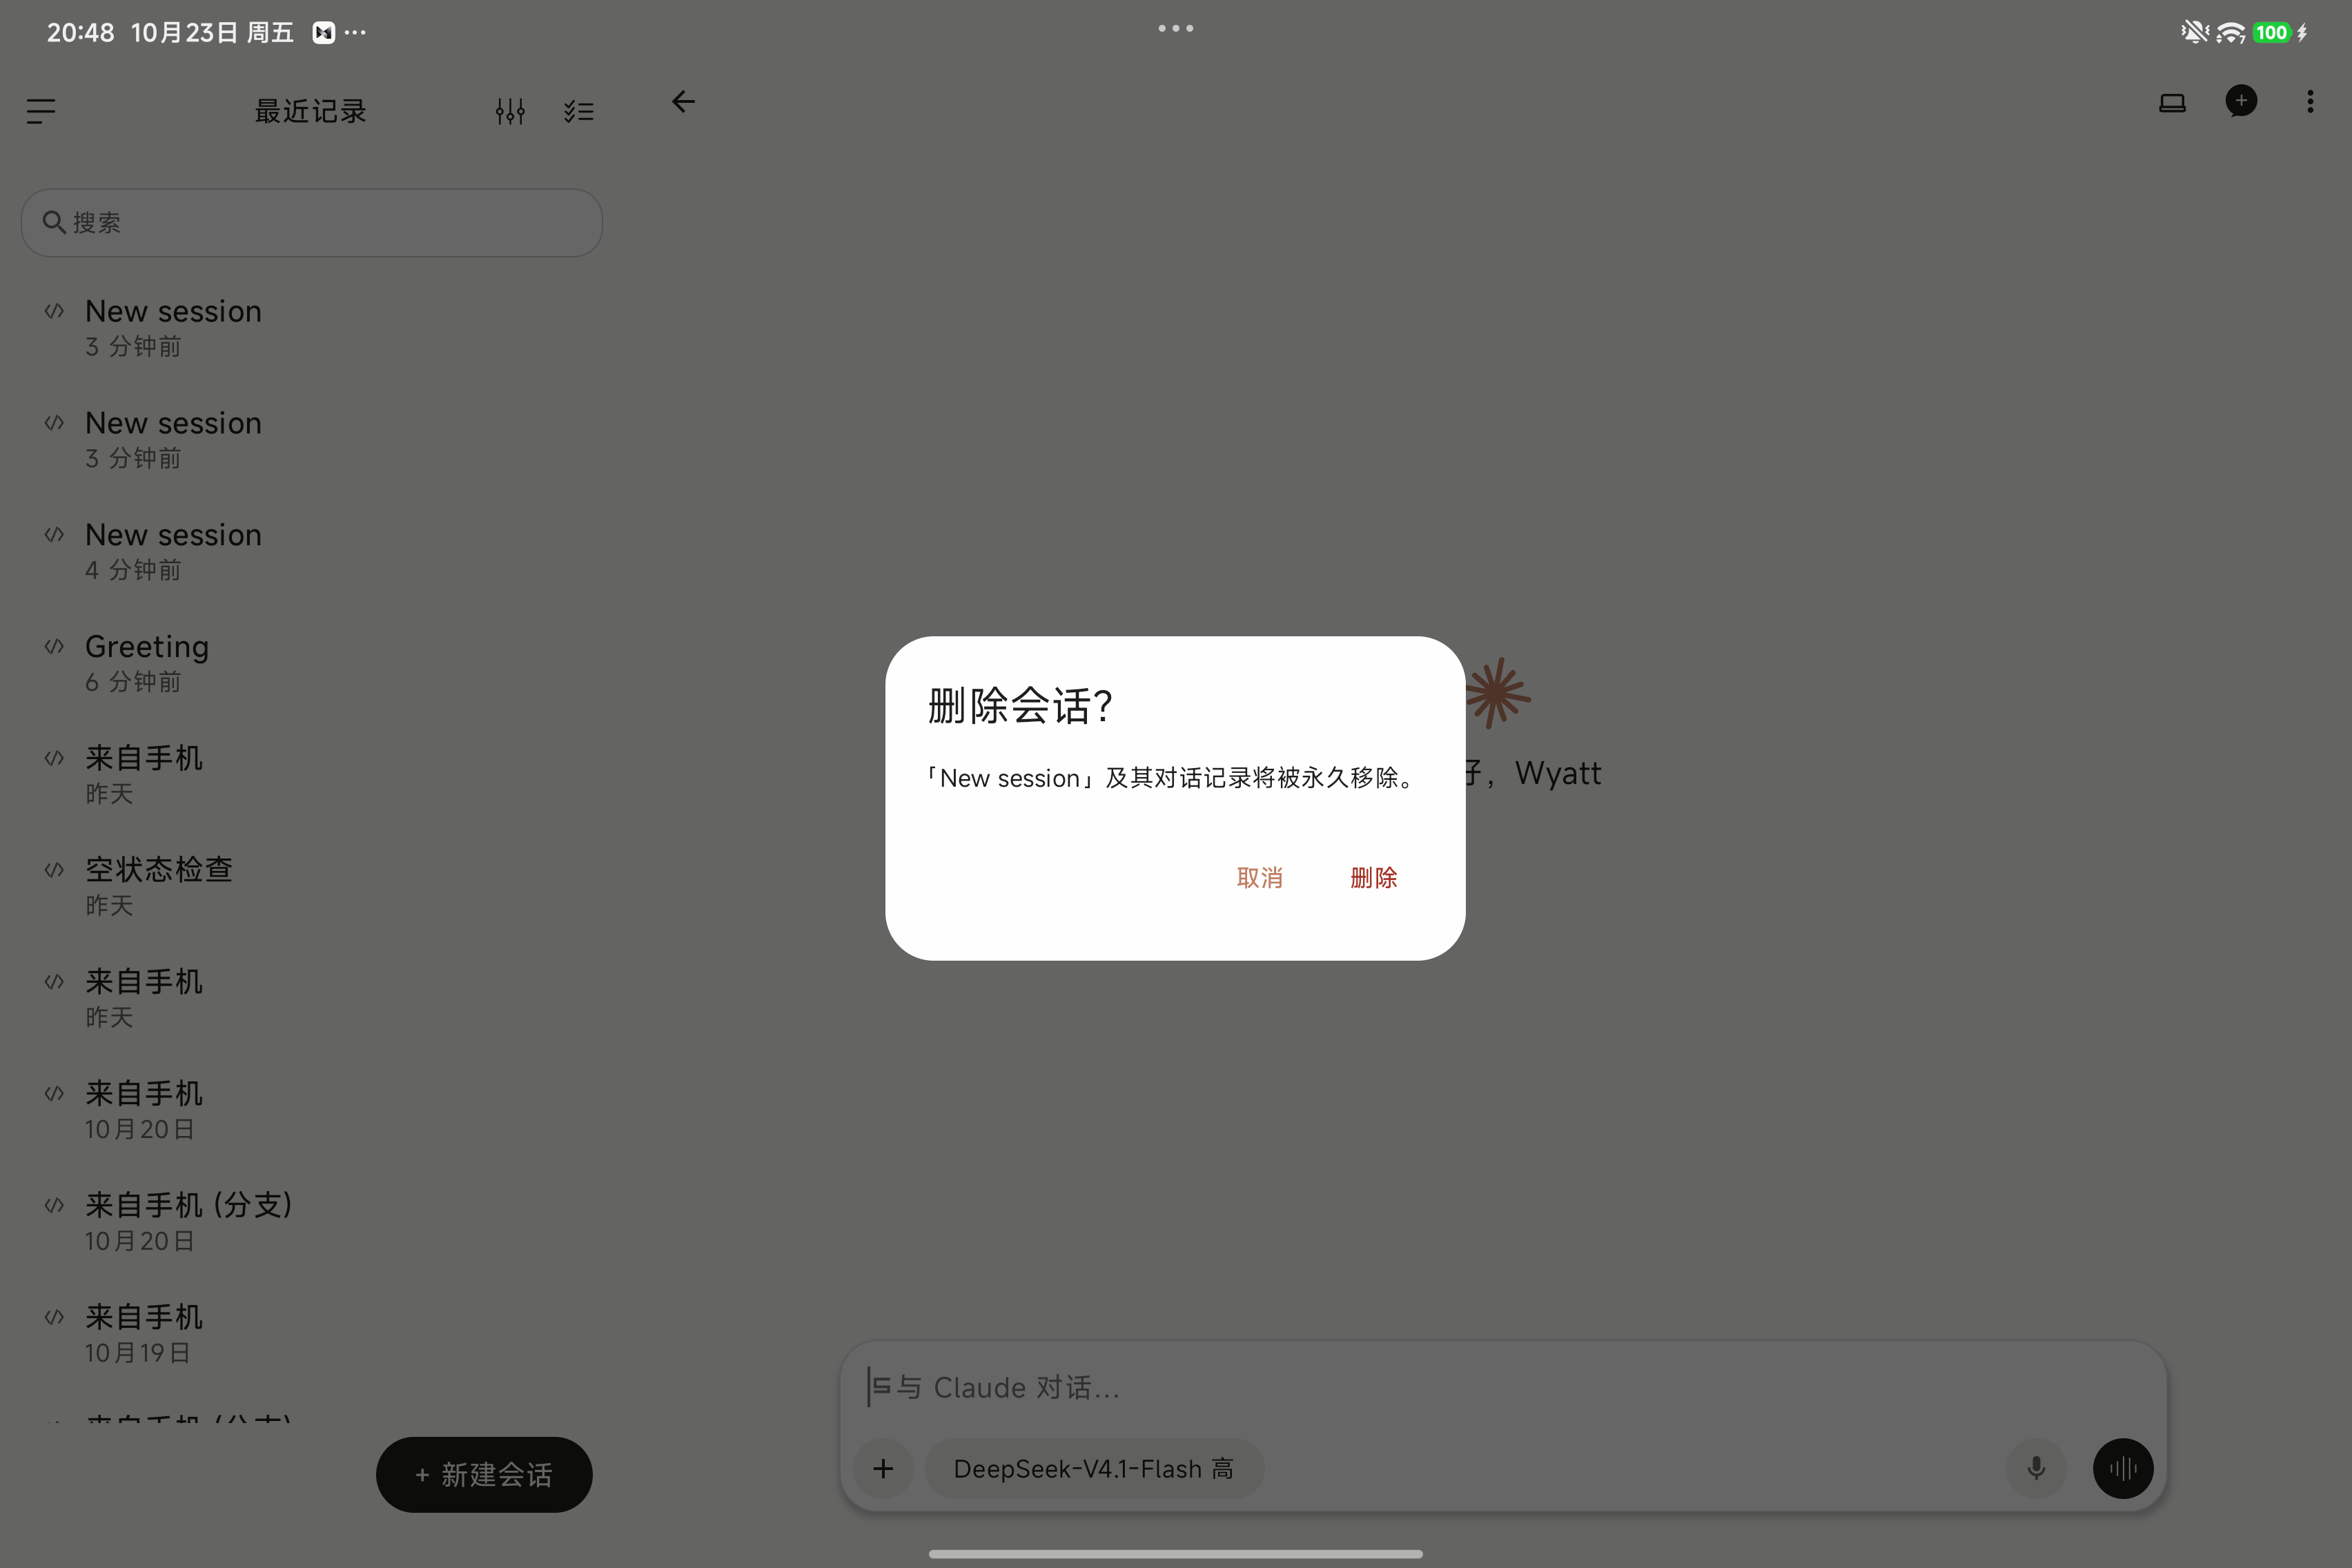 20:48 10月23日 周五
100
最近记录
搜索
New session
3 分钟前
New session
3 分钟前
New session
4 分钟前
Greeting
6 分钟前
来自手机
昨天
空状态检查
昨天
来自手机
昨天
来自手机
10月20日
来自手机 (分支)
10月20日
来自手机
10月19日
来自手机 (分支)
+ 新建会话
, Wyatt
删除会话?
「New session」及其对话记录将被永久移除。
取消 删除
与 Claude 对话...
DeepSeek-V4.1-Flash 高